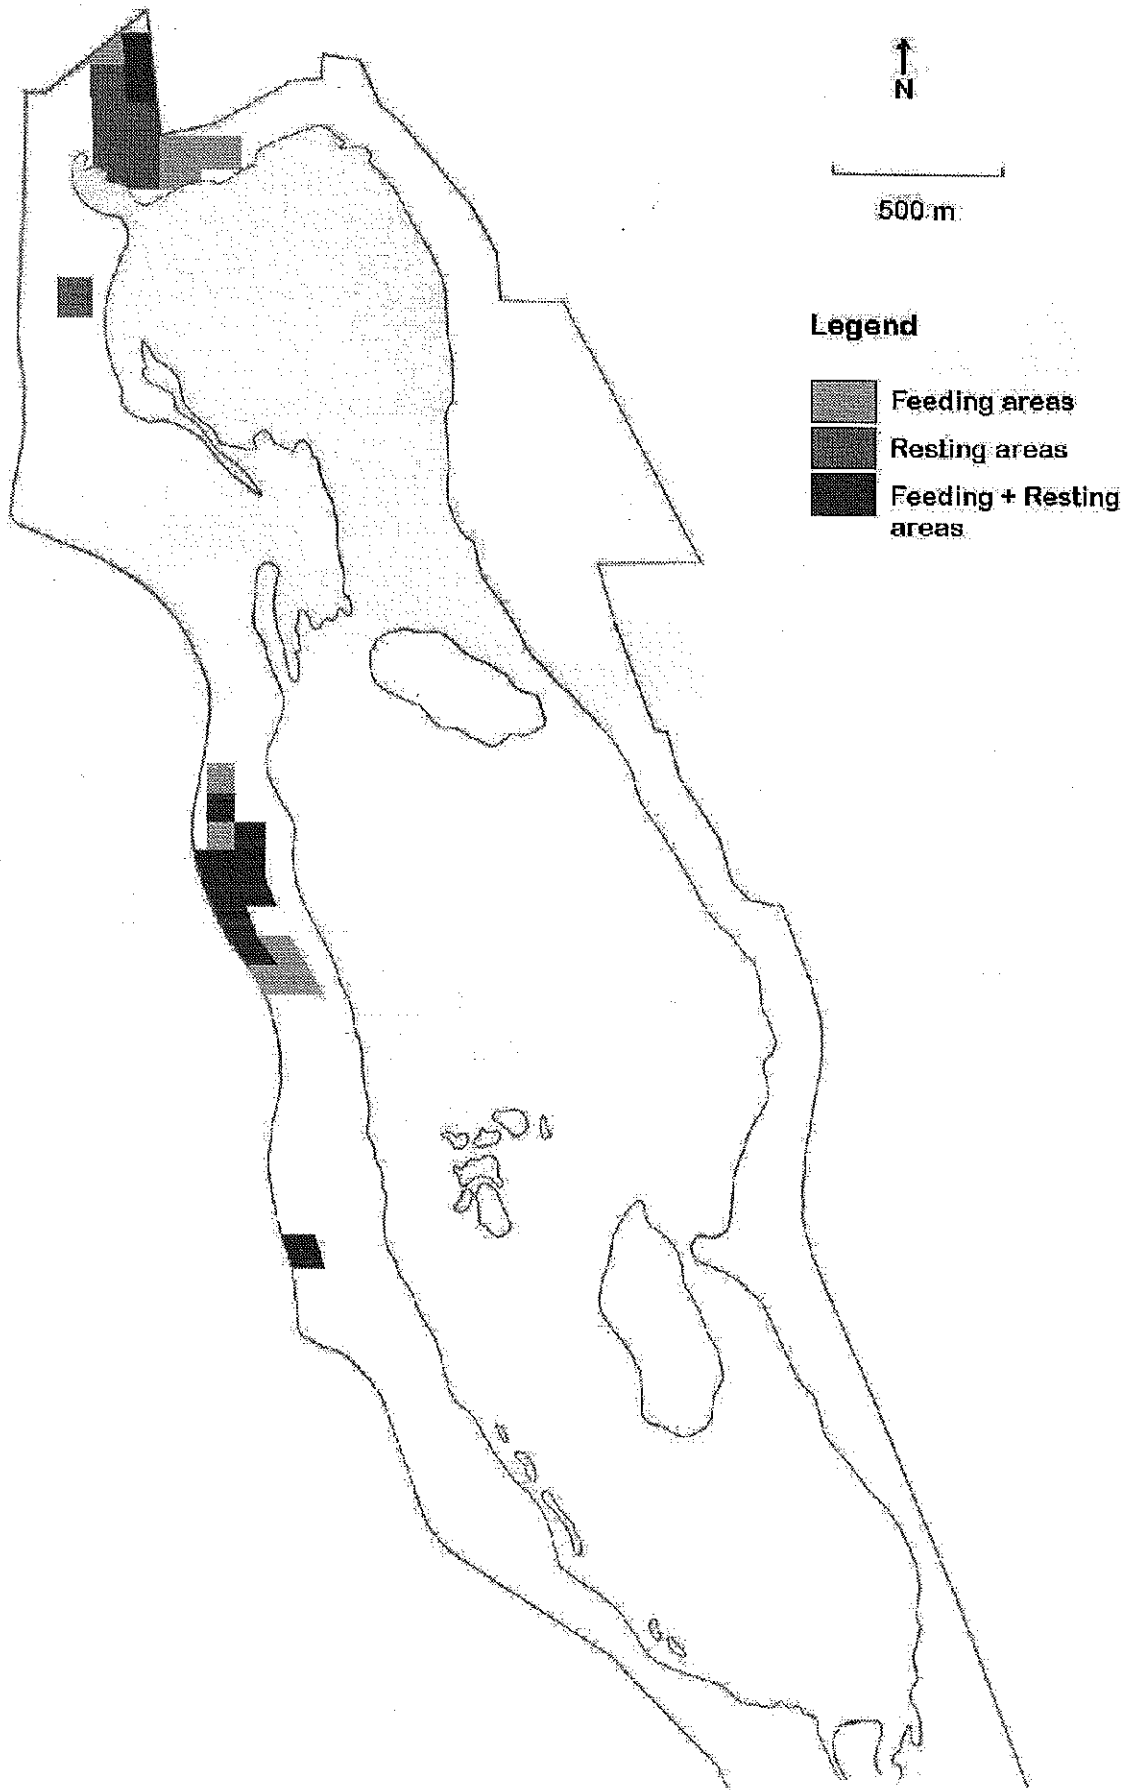 N
500 m
Legend
Feeding areas
Resting areas
Feeding + Resting
areas